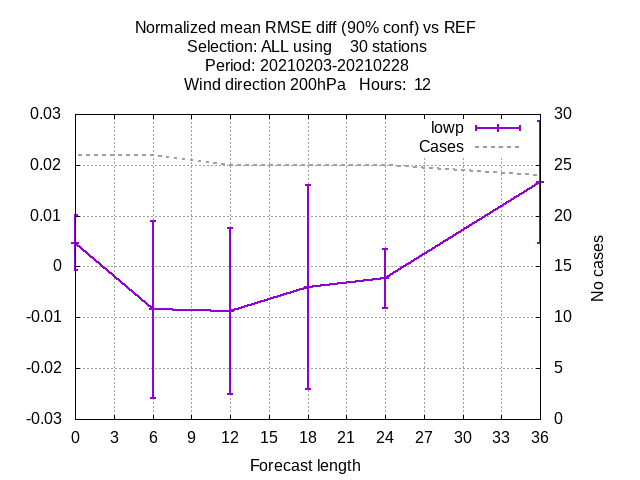 Normalized mean RMSE diff (90% conf) vs REF
Selection: ALL using    30 stations
Period: 20210203-20210228
Wind direction 200hPa   Hours:  12
0.03
0.02
0.01
0
-0.01
-0.02
-0.03
lowp
Cases
30
25
20
15
10
5
0
No cases
0 3 6 9 12 15 18 21 24 27 30 33 36
Forecast length